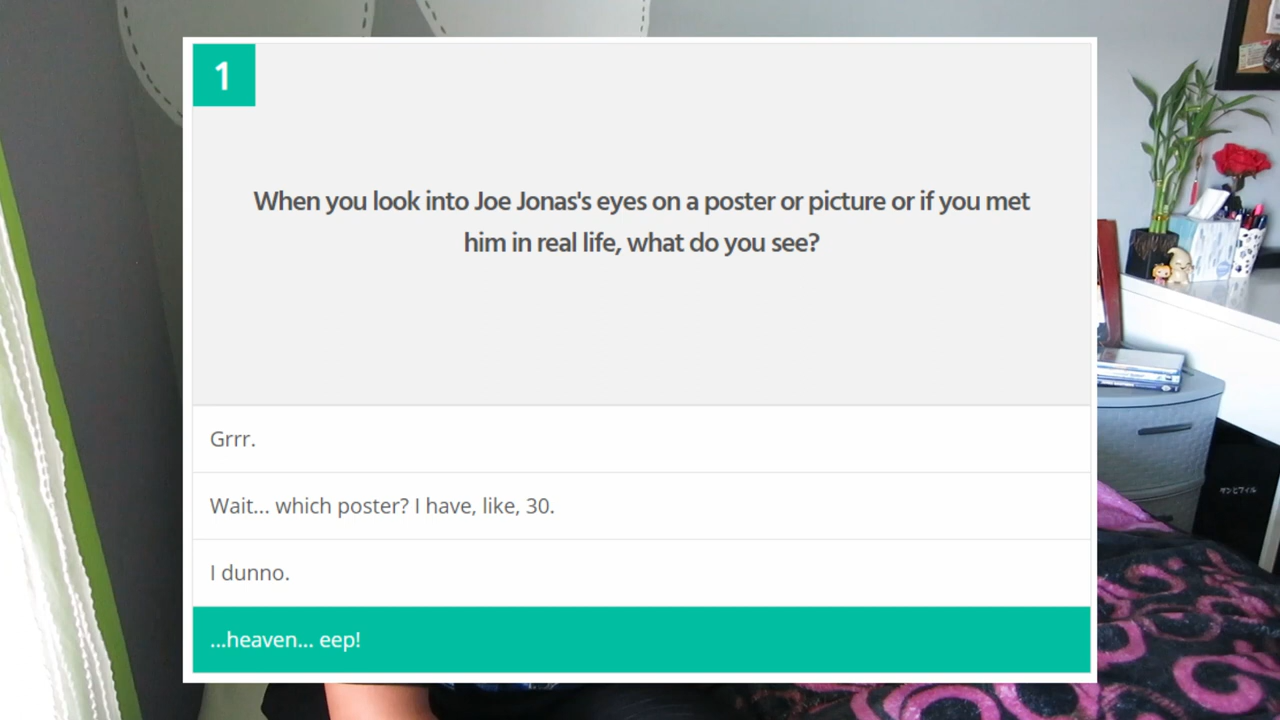 1
When you look into Joe Jonas's eyes on a poster or picture or if you met
him in real life, what do you see?
Grrr.
Wait... which poster? I have, like, 30.
I dunno.
...heaven... eep!